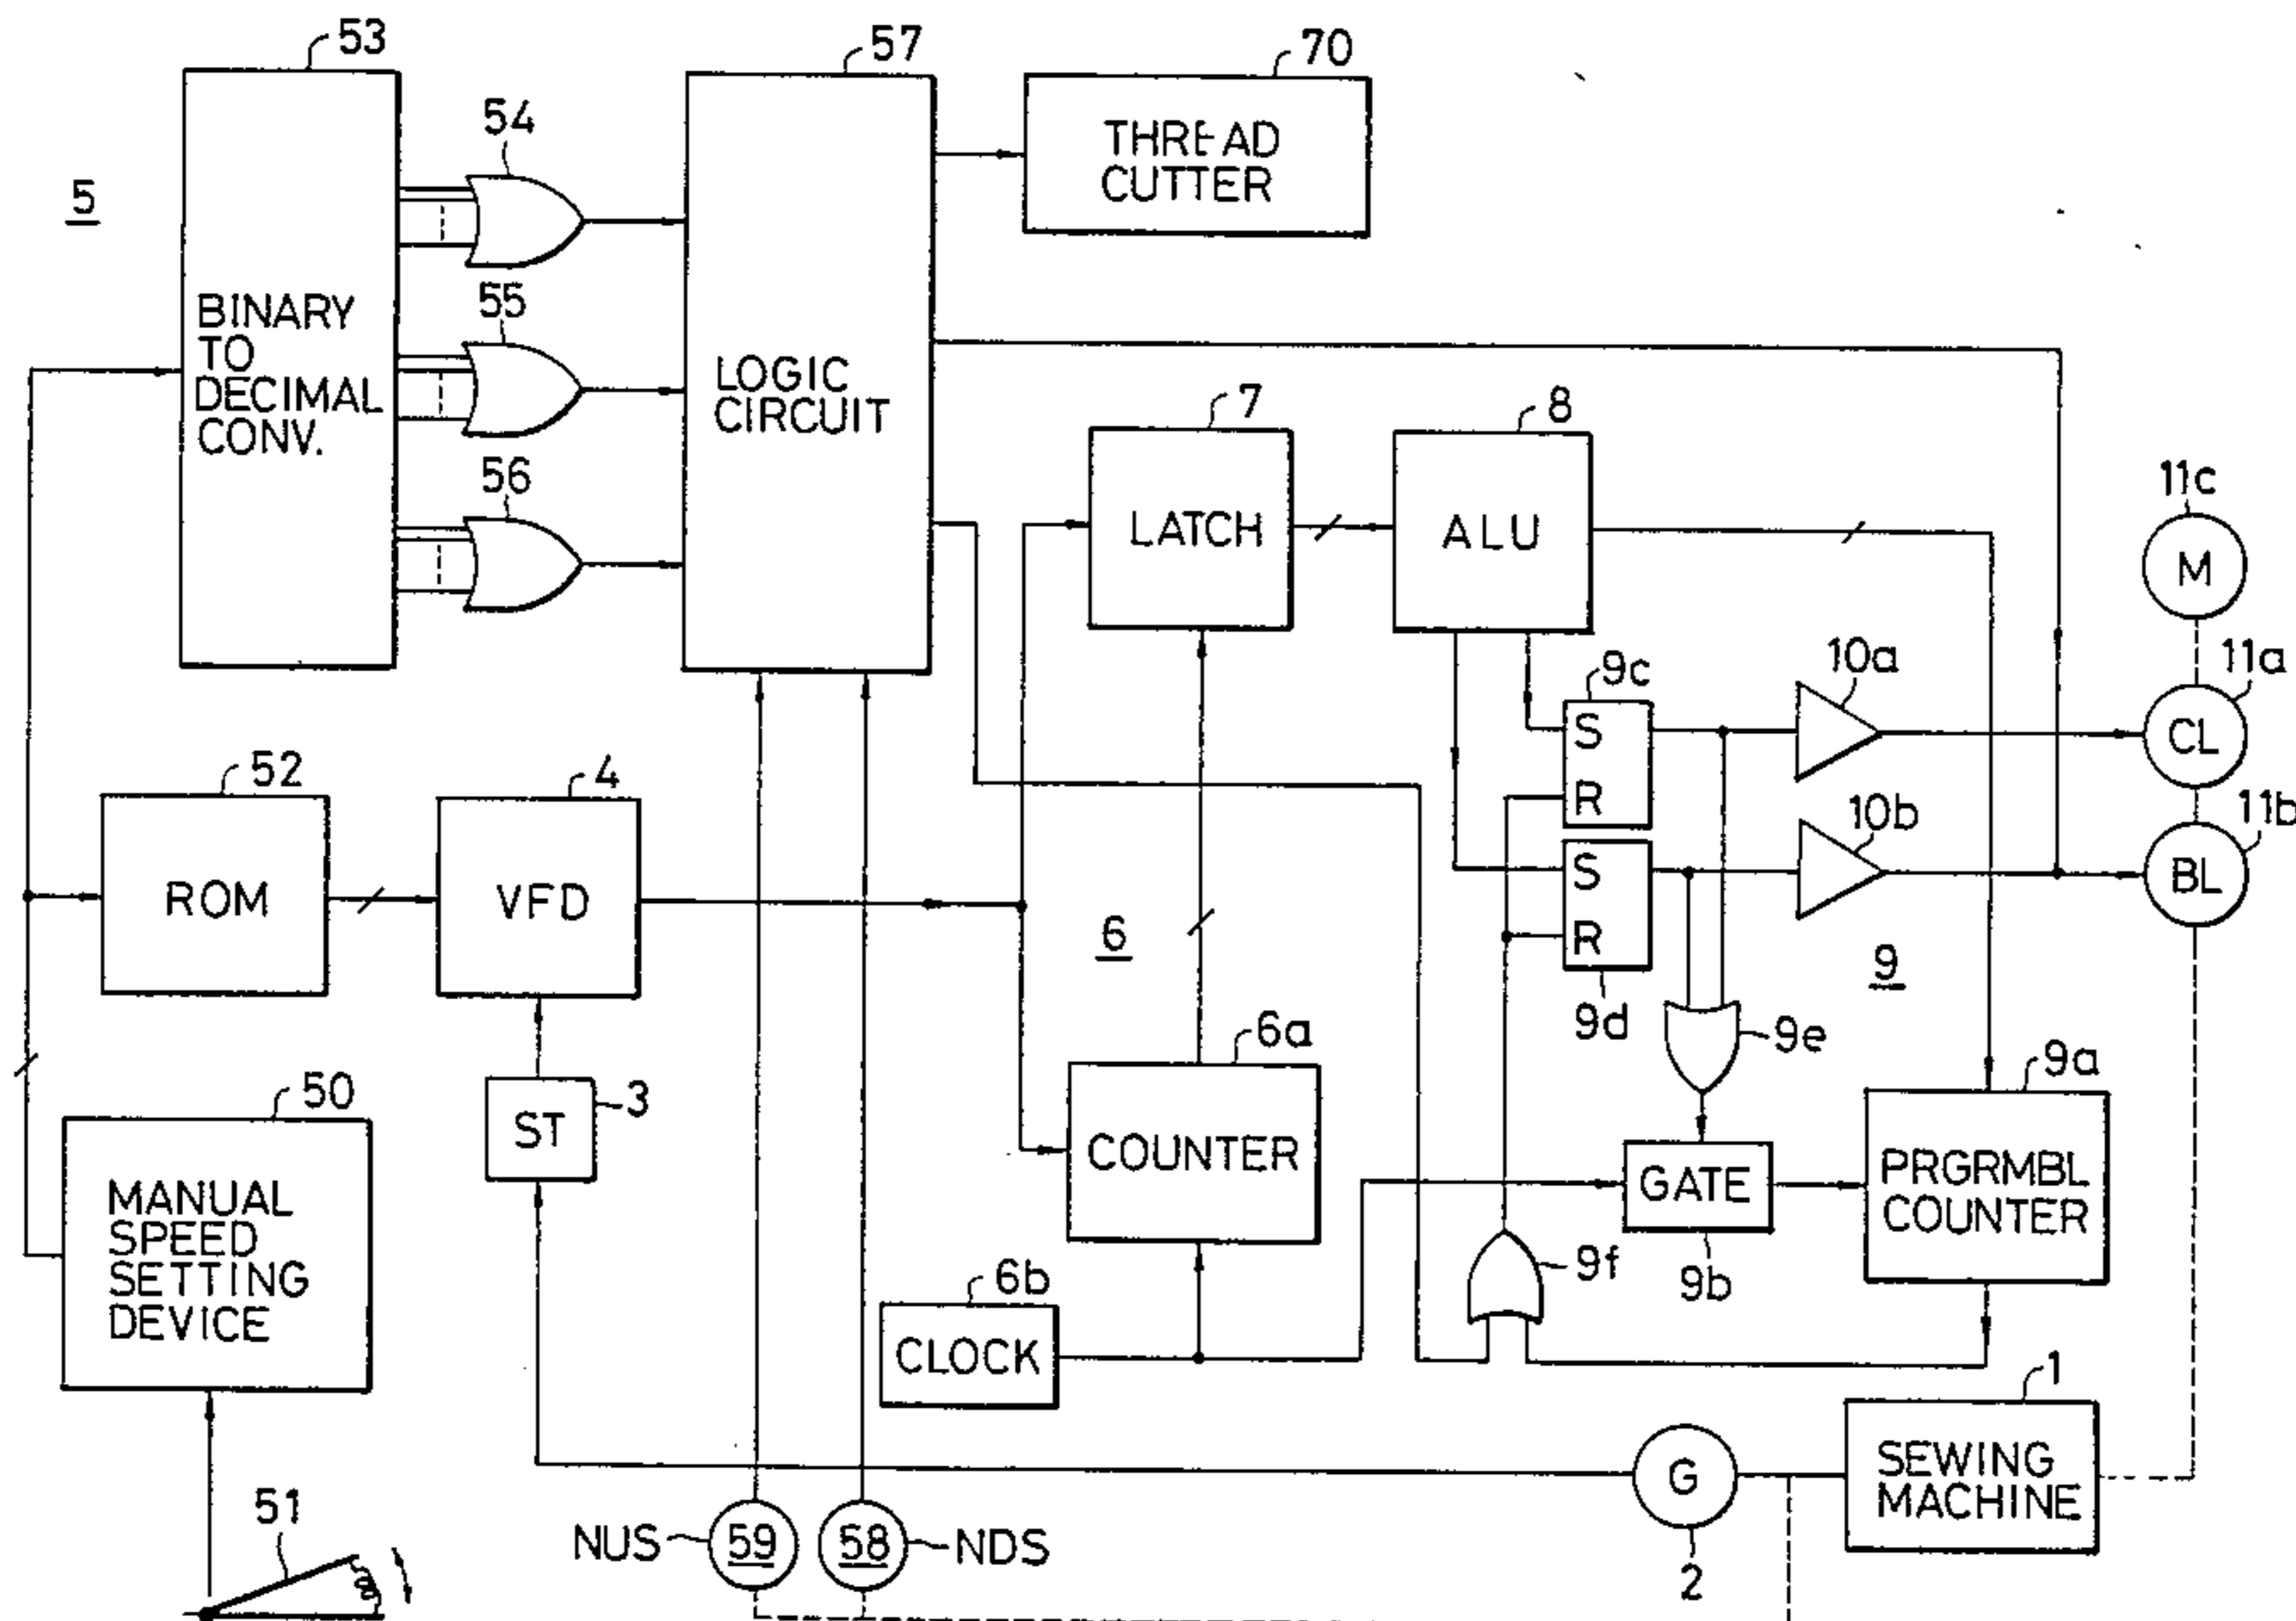 53
57
70
54
THREAD
CUTTER
5
BINARY
TO
DECIMAL
CONV.
55
LOGIC
CIRCUIT
56
7
8
LATCH
ALU
11c
M
9c
10a
11a
S
R
CL
52
4
10b
11b
ROM
VFD
S
R
BL
6
9
9d
9e
6a
9a
50
3
ST
COUNTER
GATE
PRGRMBL
COUNTER
MANUAL
SPEED
SETTING
DEVICE
6b
9f
9b
CLOCK
1
51
G
SEWING
MACHINE
NUS
59
58
NDS
2